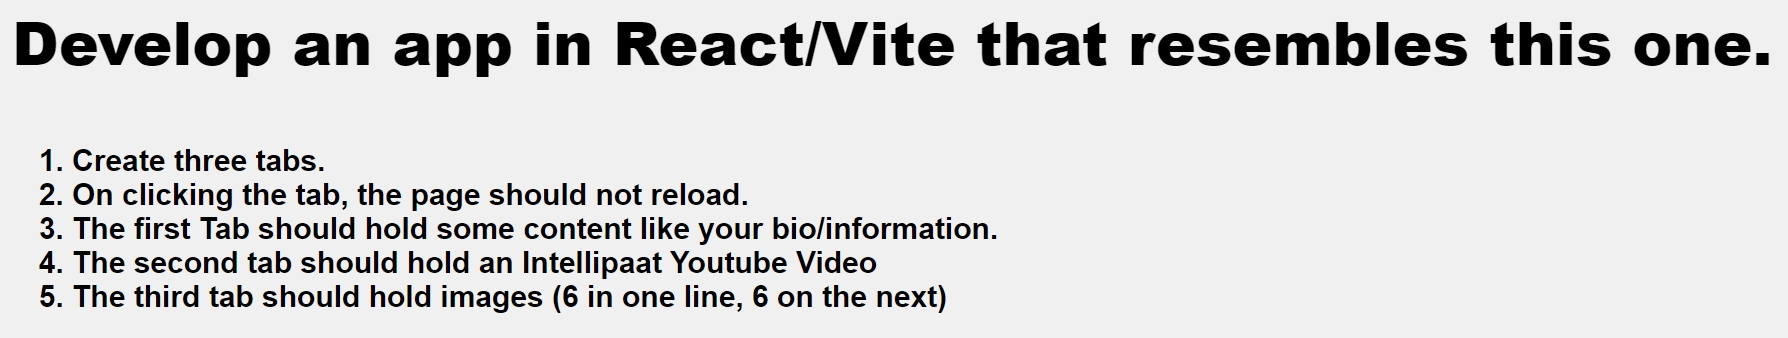 Develop an app in React/Vite that resembles this one.
1. Create three tabs.
2. On clicking the tab, the page should not reload.
3. The first Tab should hold some content like your bio/information.
4. The second tab should hold an Intellipaat Youtube Video
5. The third tab should hold images (6 in one line, 6 on the next)